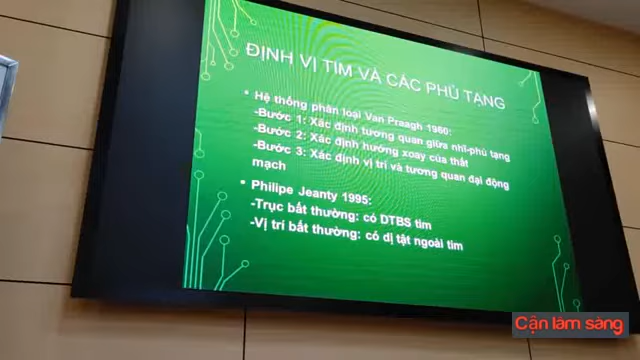 ĐỊNH VỊ TIM VÀ CÁC PHỦ TẠNG
• Hệ thống phân loại Van Praagh 1960:
-Bước 1: Xác định tương quan giữa nhĩ-phủ tạng
-Bước 2: Xác định hướng xoay của thất
-Bước 3: Xác định vị trí và tương quan đại động
mạch
• Philipe Jeanty 1995:
-Trục bất thường: có DTBS tim
-Vị trí bất thường: có dị tật ngoài tim
Cận lâm sàng